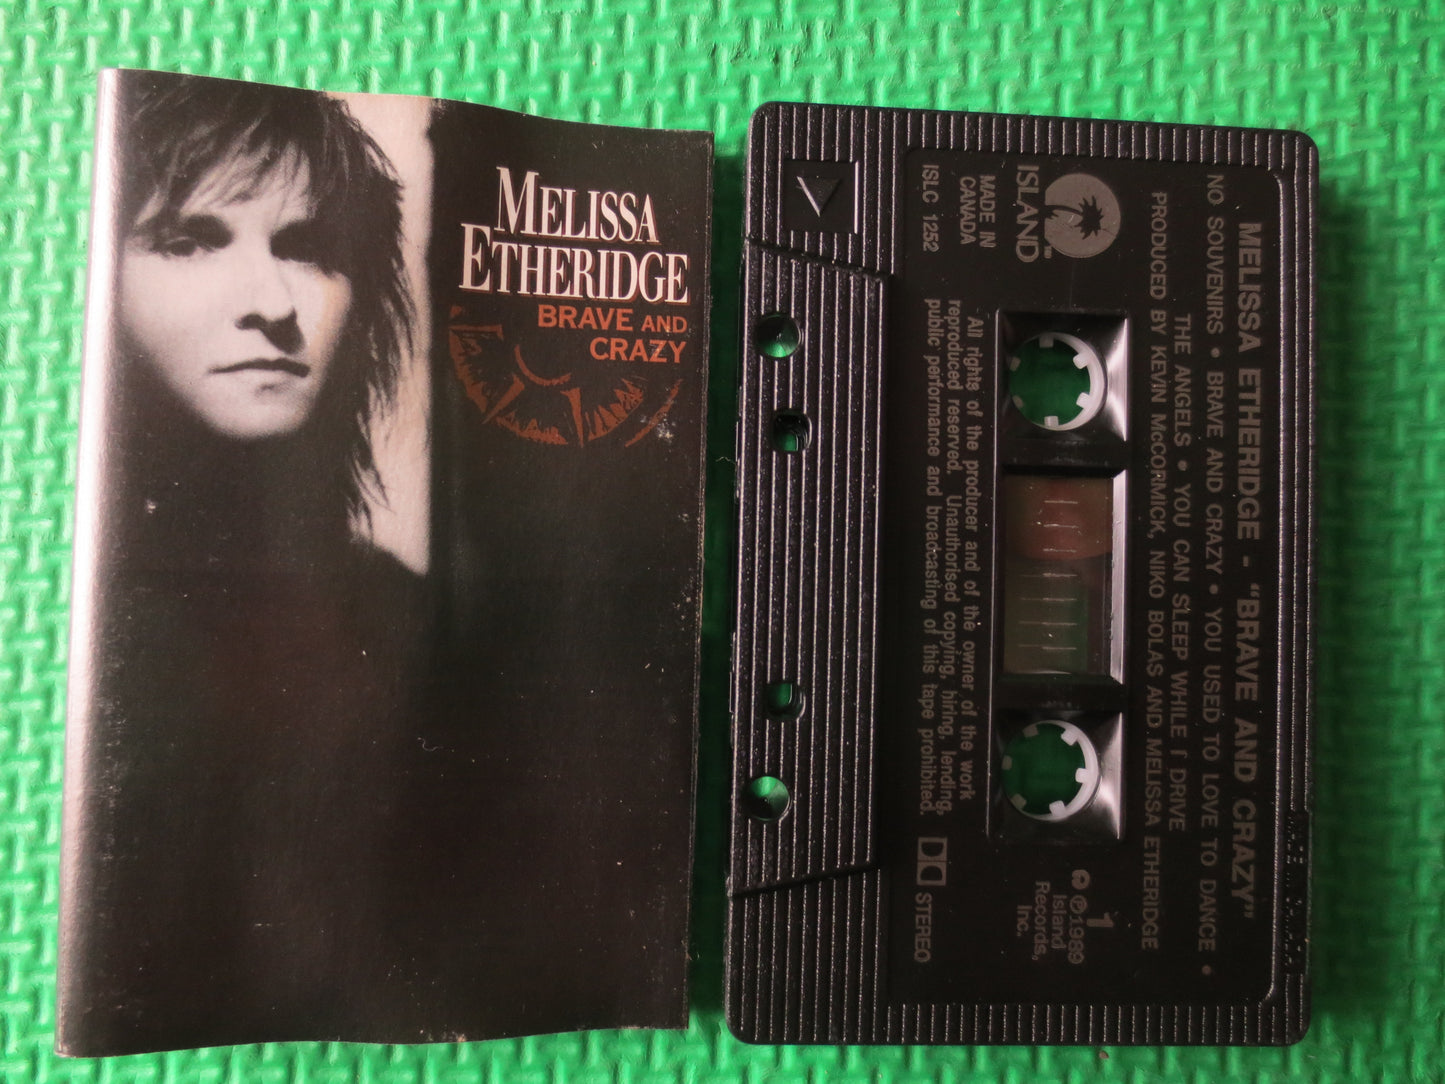 MELISSA
ETHERIDGE
BRAVE AND
CRAZY
MELISSA ETHERIDGE - "BRAVE AND CRAZY"
NO SOUVENIRS • BRAVE AND CRAZY • YOU USED TO LOVE TO DANCE •
THE ANGELS • YOU CAN SLEEP WHILE I DRIVE
PRODUCED BY KEVIN McCORMICK, NIKO BOLAS AND MELISSA ETHERIDGE
ISLAND
MADE IN
CANADA
ISLC 1252
1
℗1989
Island
Records,
Inc.
All rights of the producer and of the owner of the work
reproduced reserved. Unauthorised copying, hiring, lending,
public performance and broadcasting of this tape prohibited.
STEREO